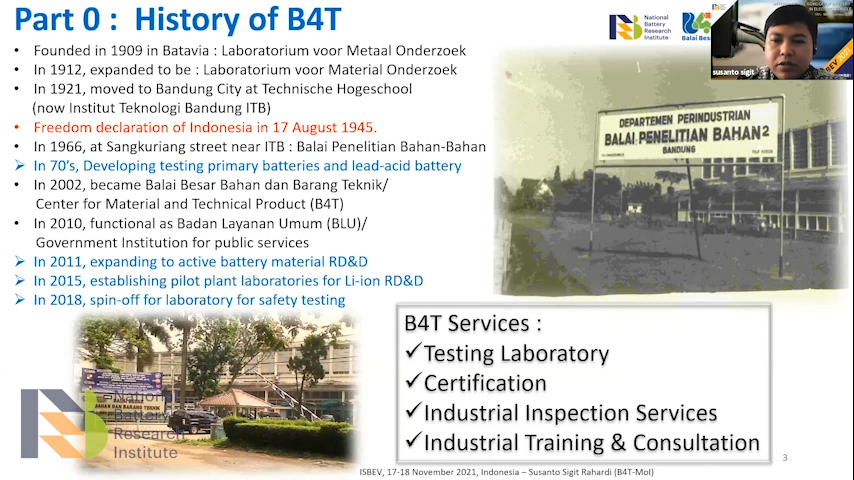 Part 0 : History of B4T
National
Battery
Research
Institute
Balai Bes
susanto sigit
• Founded in 1909 in Batavia : Laboratorium voor Metaal Onderzoek
• In 1912, expanded to be : Laboratorium voor Material Onderzoek
• In 1921, moved to Bandung City at Technische Hogeschool
(now Institut Teknologi Bandung ITB)
• Freedom declaration of Indonesia in 17 August 1945.
• In 1966, at Sangkuriang street near ITB : Balai Penelitian Bahan-Bahan
➢ In 70's, Developing testing primary batteries and lead-acid battery
• In 2002, became Balai Besar Bahan dan Barang Teknik/
Center for Material and Technical Product (B4T)
• In 2010, functional as Badan Layanan Umum (BLU)/
Government Institution for public services
➢ In 2011, expanding to active battery material RD&D
➢ In 2015, establishing pilot plant laboratories for Li-ion RD&D
➢ In 2018, spin-off for laboratory for safety testing
DEPARTEMEN PERINDUSTRIAN
BALAI PENELITIAN BAHAN2
BANDUNG
B4T Services :
✓Testing Laboratory
✓Certification
✓Industrial Inspection Services
✓Industrial Training & Consultation
BAHAN DAN BARANG TEKNIK
National
Battery
Research
Institute
3
ISBEV, 17-18 November 2021, Indonesia – Susanto Sigit Rahardi (B4T-MoI)